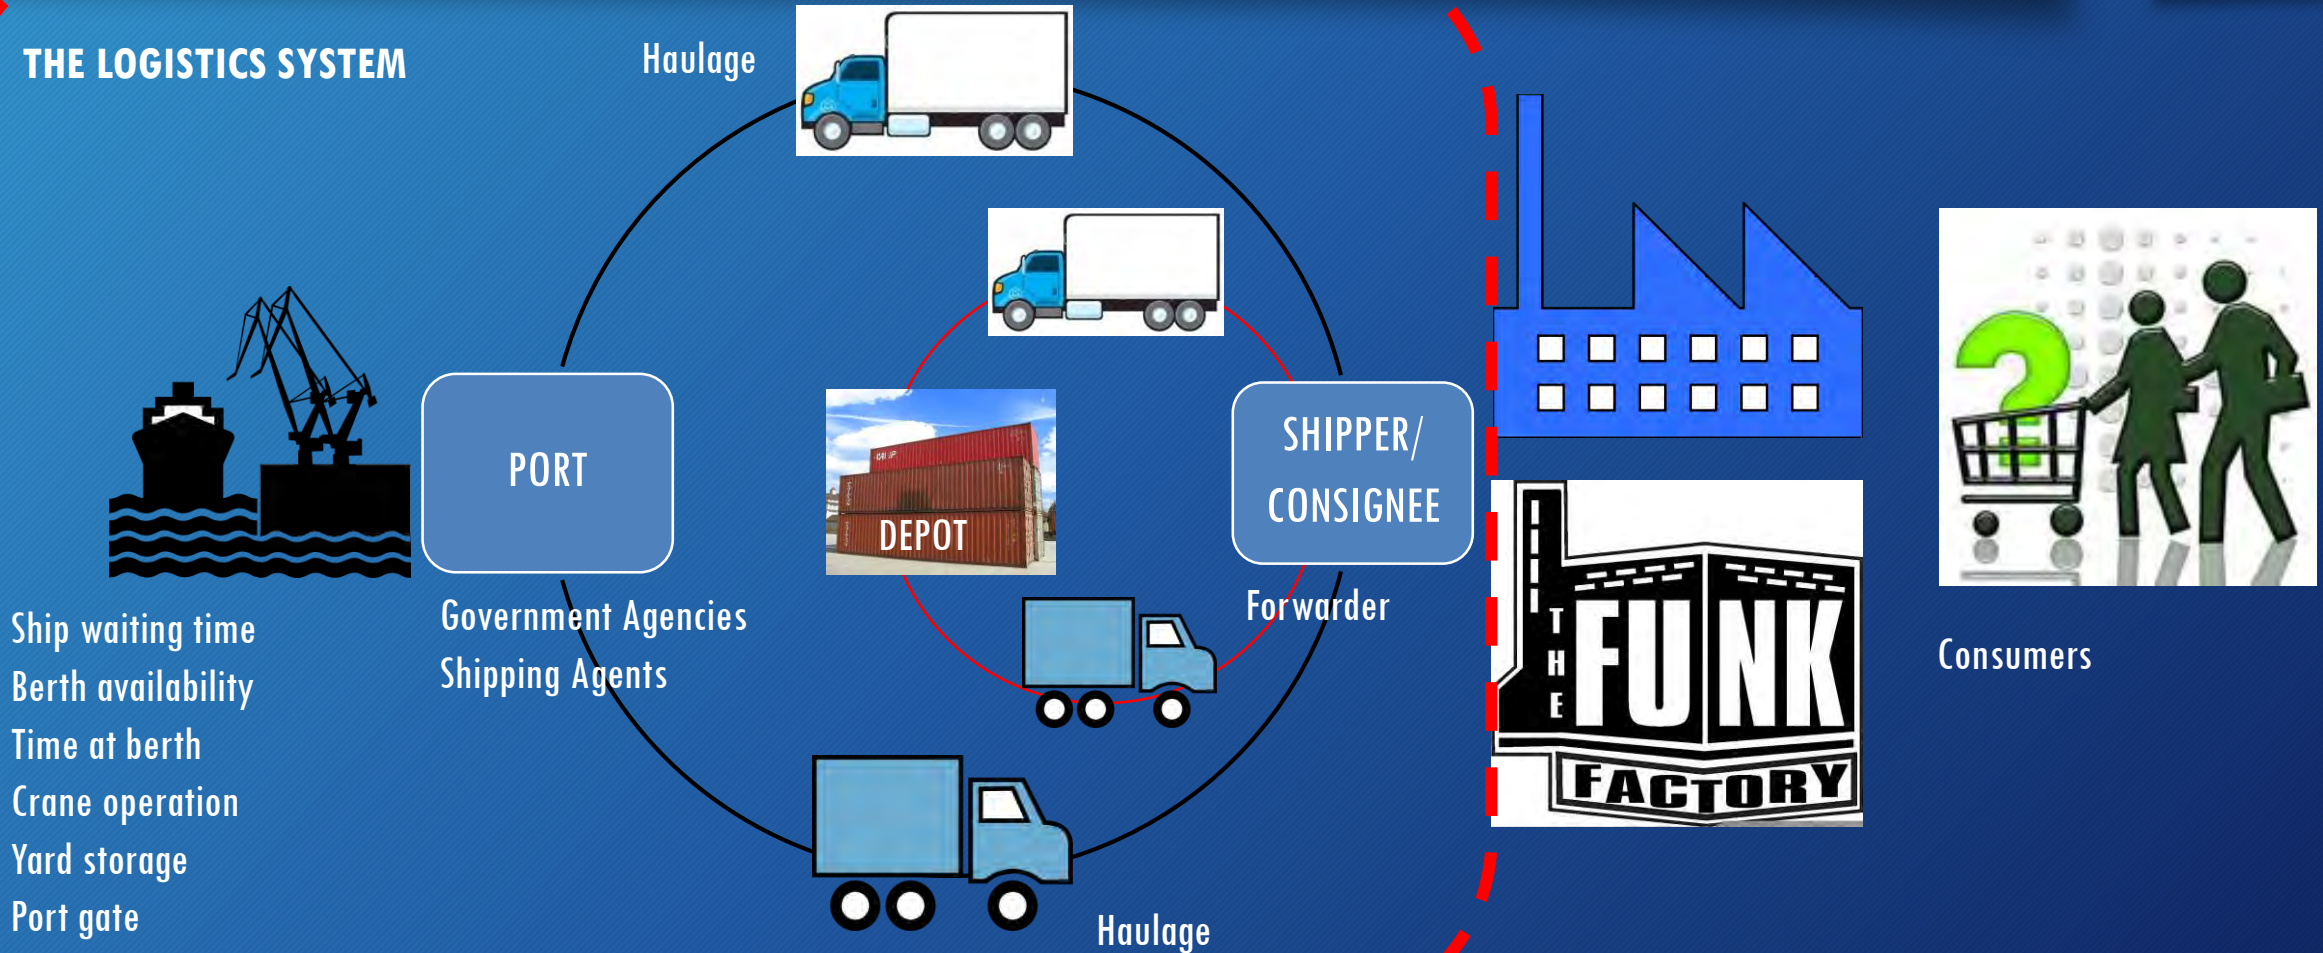 THE LOGISTICS SYSTEM
Haulage
PORT
DEPOT
SHIPPER/
CONSIGNEE
Government Agencies
Shipping Agents
Forwarder
Ship waiting time
Berth availability
Time at berth
Crane operation
Yard storage
Port gate
Haulage
THE
FUNK
FACTORY
Consumers